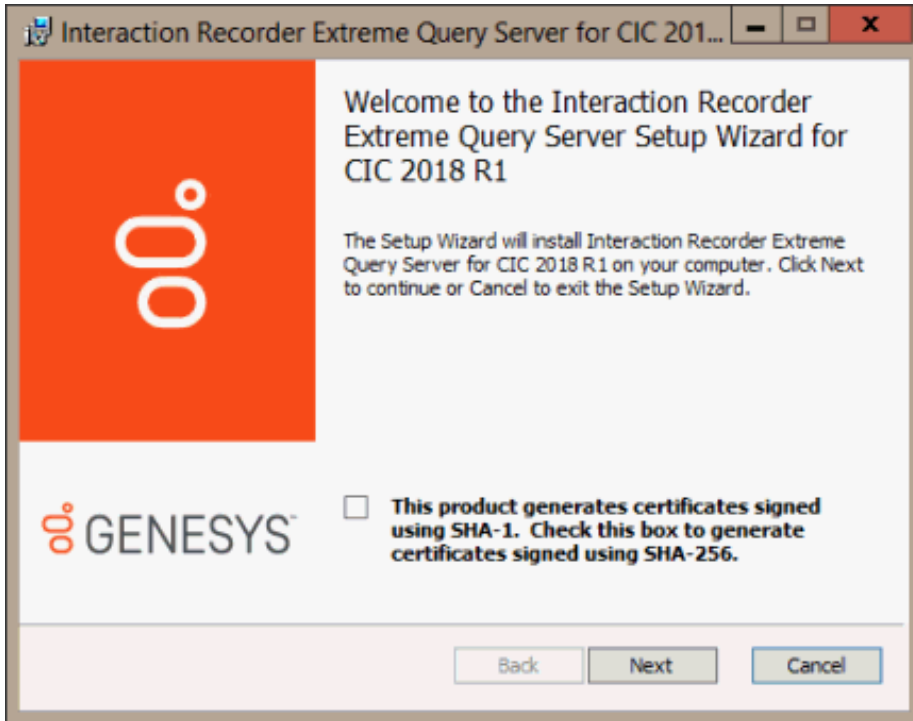 Interaction Recorder Extreme Query Server for CIC 201...
Welcome to the Interaction Recorder
Extreme Query Server Setup Wizard for
CIC 2018 R1
The Setup Wizard will install Interaction Recorder Extreme
Query Server for CIC 2018 R1 on your computer. Click Next
to continue or Cancel to exit the Setup Wizard.
GENESYS
This product generates certificates signed
using SHA-1. Check this box to generate
certificates signed using SHA-256.
Back Next Cancel